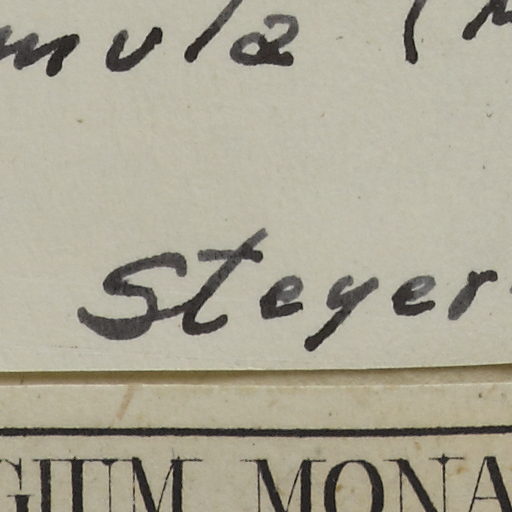 mula (
Steyer
GIUM MONA